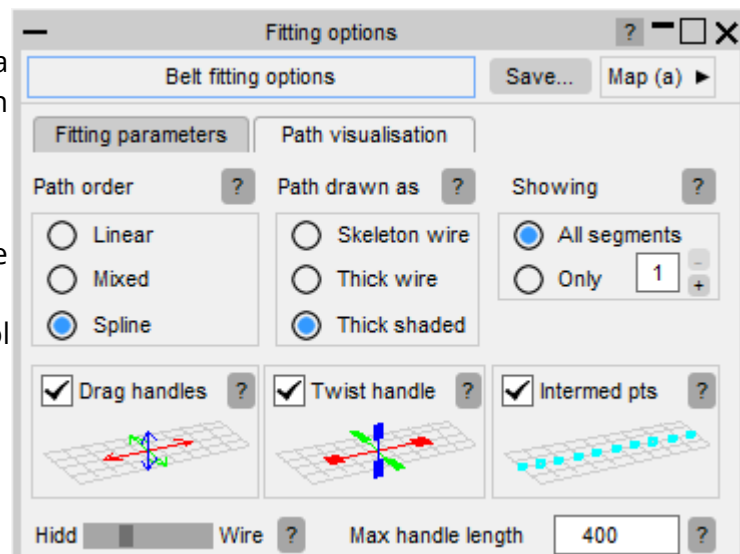 Fitting options ?
a
Belt fitting options Save... Map (a)
n
Fitting parameters Path visualisation
Path order ? Path drawn as ? Showing ?
Linear Skeleton wire All segments
e
Mixed Thick wire Only 1 - +
ol
Spline Thick shaded
Drag handles ? Twist handle ? Intermed pts ?
Hidd Wire ? Max handle length 400 ?